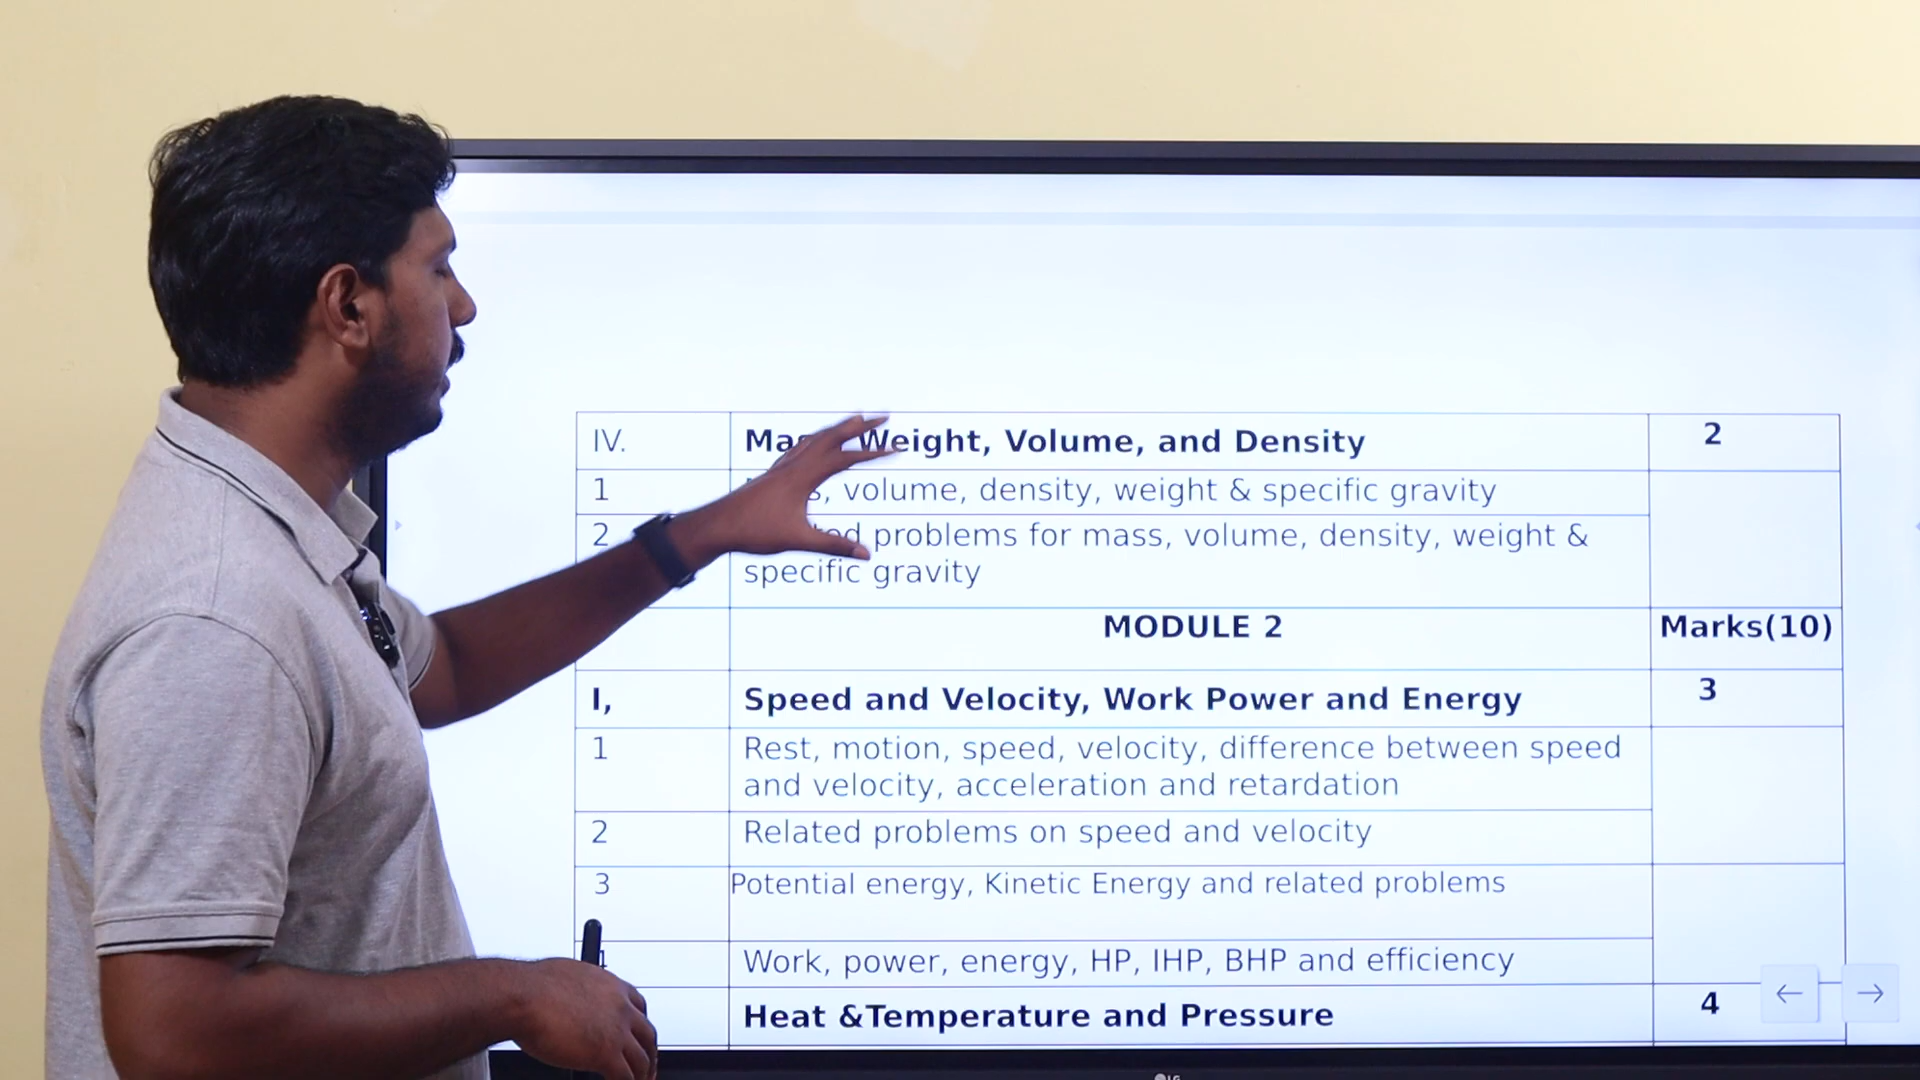 IV. Weight, Volume, and Density 2
1 volume, density, weight & specific gravity
2 problems for mass, volume, density, weight &
specific gravity
MODULE 2 Marks(10)
I, Speed and Velocity, Work Power and Energy 3
1 Rest, motion, speed, velocity, difference between speed
and velocity, acceleration and retardation
2 Related problems on speed and velocity
3 Potential energy, Kinetic Energy and related problems
Work, power, energy, HP, IHP, BHP and efficiency
Heat &Temperature and Pressure 4
LG